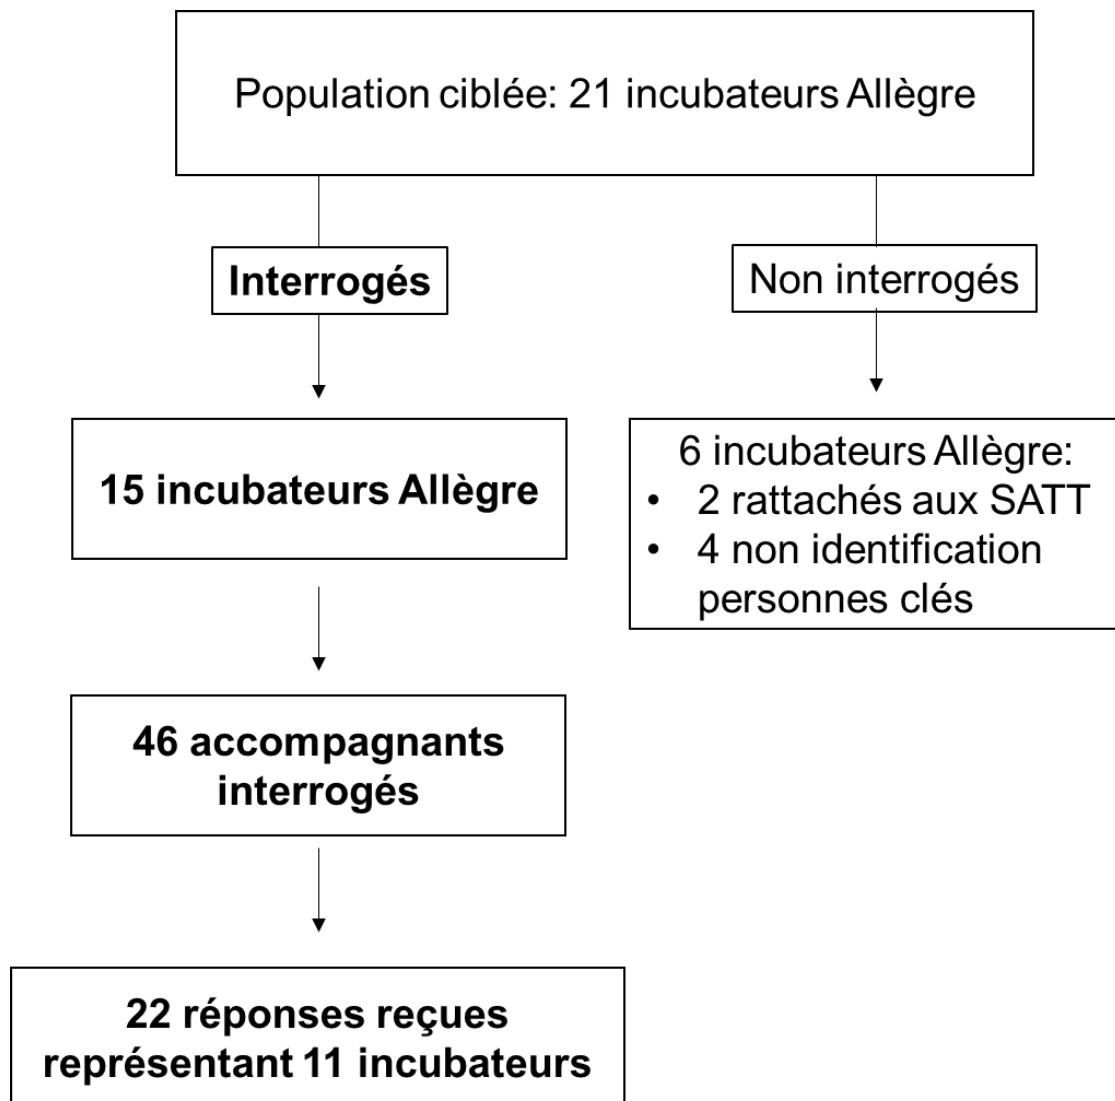 Population ciblée: 21 incubateurs Allègre
Interrogés
Non interrogés
15 incubateurs Allègre
6 incubateurs Allègre:
• 2 rattachés aux SATT
• 4 non identification
personnes clés
46 accompagnants
interrogés
22 réponses reçues
représentant 11 incubateurs